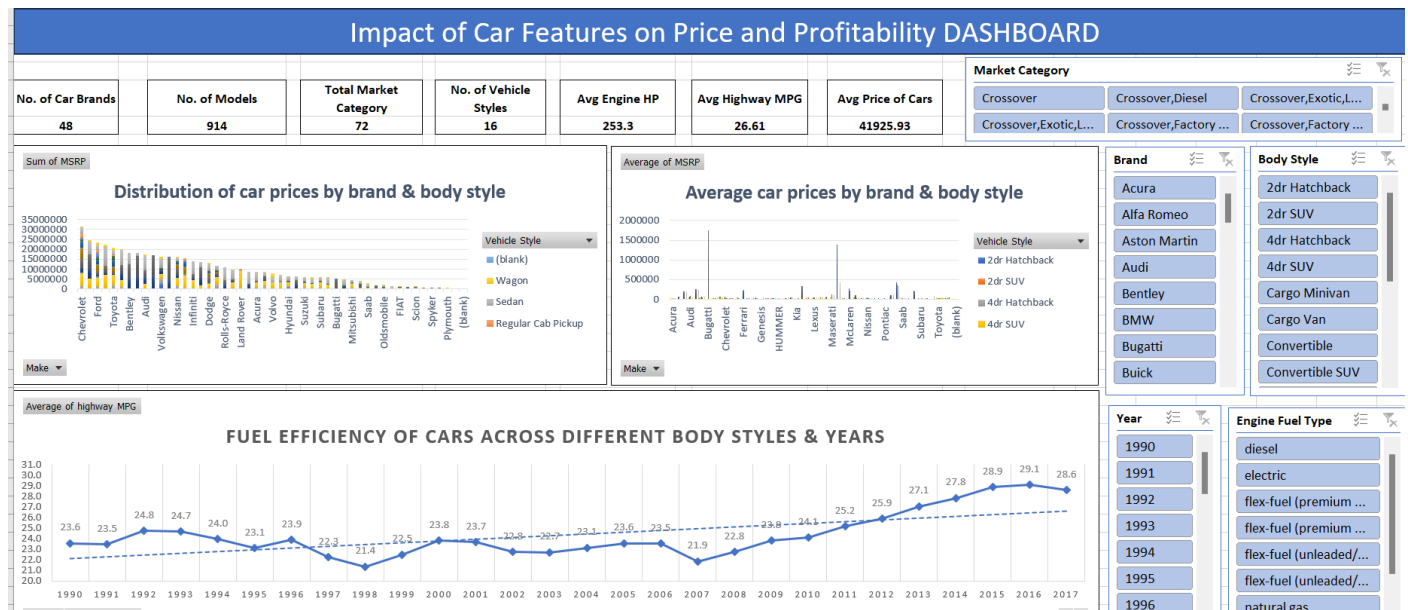 Impact of Car Features on Price and Profitability DASHBOARD
No. of Car Brands
48
No. of Models
914
Total Market
Category
72
No. of Vehicle
Styles
16
Avg Engine HP
253.3
Avg Highway MPG
26.61
Avg Price of Cars
41925.93
Market Category
Crossover
Crossover,Diesel
Crossover,Exotic,L...
Crossover,Exotic,L...
Crossover,Factory ...
Crossover,Factory ...
Sum of MSRP
Distribution of car prices by brand & body style
35000000
30000000
25000000
20000000
15000000
10000000
5000000
0
Chevrolet
Ford
Toyota
Bentley
Audi
Volkswagen
Nissan
Infiniti
Dodge
Rolls-Royce
Land Rover
Acura
Volvo
Hyundai
Suzuki
Subaru
Bugatti
Mitsubishi
Saab
Oldsmobile
FIAT
Scion
Spyker
Plymouth
(blank)
Vehicle Style
(blank)
Wagon
Sedan
Regular Cab Pickup
Make
Average of MSRP
Average car prices by brand & body style
2000000
1500000
1000000
500000
0
Acura
Audi
Bugatti
Chevrolet
Ferrari
Genesis
HUMMER
Kia
Lexus
Maserati
McLaren
Nissan
Pontiac
Saab
Subaru
Toyota
(blank)
Vehicle Style
2dr Hatchback
2dr SUV
4dr Hatchback
4dr SUV
Make
Brand
Acura
Alfa Romeo
Aston Martin
Audi
Bentley
BMW
Bugatti
Buick
Body Style
2dr Hatchback
2dr SUV
4dr Hatchback
4dr SUV
Cargo Minivan
Cargo Van
Convertible
Convertible SUV
Average of highway MPG
FUEL EFFICIENCY OF CARS ACROSS DIFFERENT BODY STYLES & YEARS
31.0
30.0
29.0
28.0
27.0
26.0
25.0
24.0
23.0
22.0
21.0
20.0
23.6
23.5
24.8
24.7
24.0
23.1
23.9
22.3
21.4
22.5
23.8
23.7
22.8
22.7
23.1
23.6
23.5
21.9
22.8
23.8
24.1
25.2
25.9
27.1
27.8
28.9
29.1
28.6
1990 1991 1992 1993 1994 1995 1996 1997 1998 1999 2000 2001 2002 2003 2004 2005 2006 2007 2008 2009 2010 2011 2012 2013 2014 2015 2016 2017
Year
1990
1991
1992
1993
1994
1995
1996
Engine Fuel Type
diesel
electric
flex-fuel (premium ...
flex-fuel (premium ...
flex-fuel (unleaded/...
flex-fuel (unleaded/...
natural gas